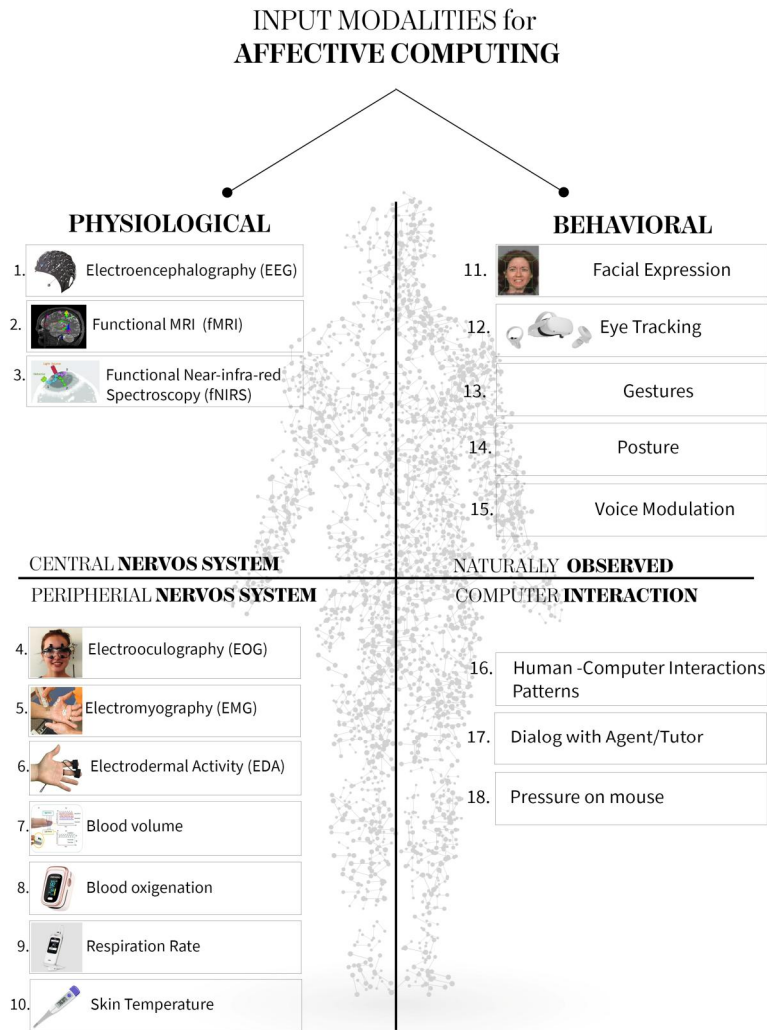 INPUT MODALITIES for
AFFECTIVE COMPUTING
PHYSIOLOGICAL
1. Electroencephalography (EEG)
2. Functional MRI (fMRI)
3. Functional Near-infra-red
Spectroscopy (fNIRS)
CENTRAL NERVOS SYSTEM
PERIPHERIAL NERVOS SYSTEM
4. Electrooculography (EOG)
5. Electromyography (EMG)
6. Electrodermal Activity (EDA)
7. Blood volume
8. Blood oxigenation
9. Respiration Rate
10. Skin Temperature
BEHAVIORAL
11. Facial Expression
12. Eye Tracking
13. Gestures
14. Posture
15. Voice Modulation
NATURALLY OBSERVED
COMPUTER INTERACTION
16. Human -Computer Interactions
Patterns
17. Dialog with Agent/Tutor
18. Pressure on mouse